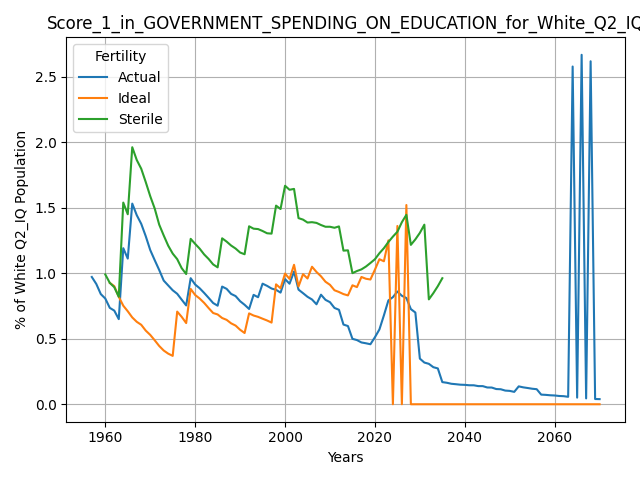 Score_1_in_GOVERNMENT_SPENDING_ON_EDUCATION_for_White_Q2_IQ
Fertility
Actual
Ideal
Sterile
% of White Q2_IQ Population
2.5
2.0
1.5
1.0
0.5
0.0
1960 1980 2000 2020 2040 2060
Years